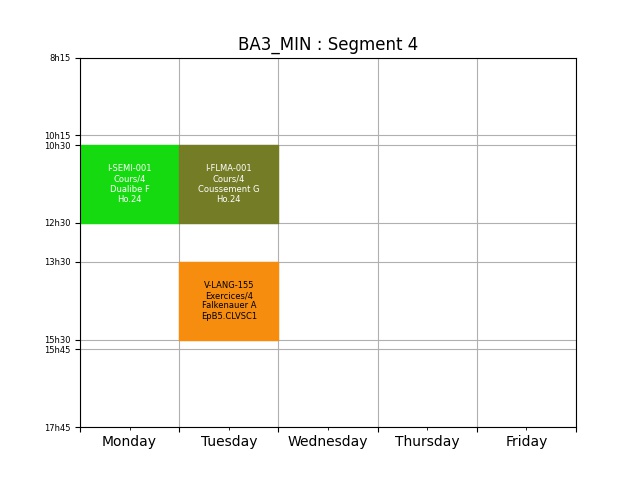 BA3_MIN : Segment 4
8h15
10h15
10h30
I-SEMI-001
Cours/4
Dualibe F
Ho.24
I-FLMA-001
Cours/4
Coussement G
Ho.24
12h30
13h30
V-LANG-155
Exercices/4
Falkenauer A
EpB5.CLVSC1
15h30
15h45
17h45
Monday
Tuesday
Wednesday
Thursday
Friday